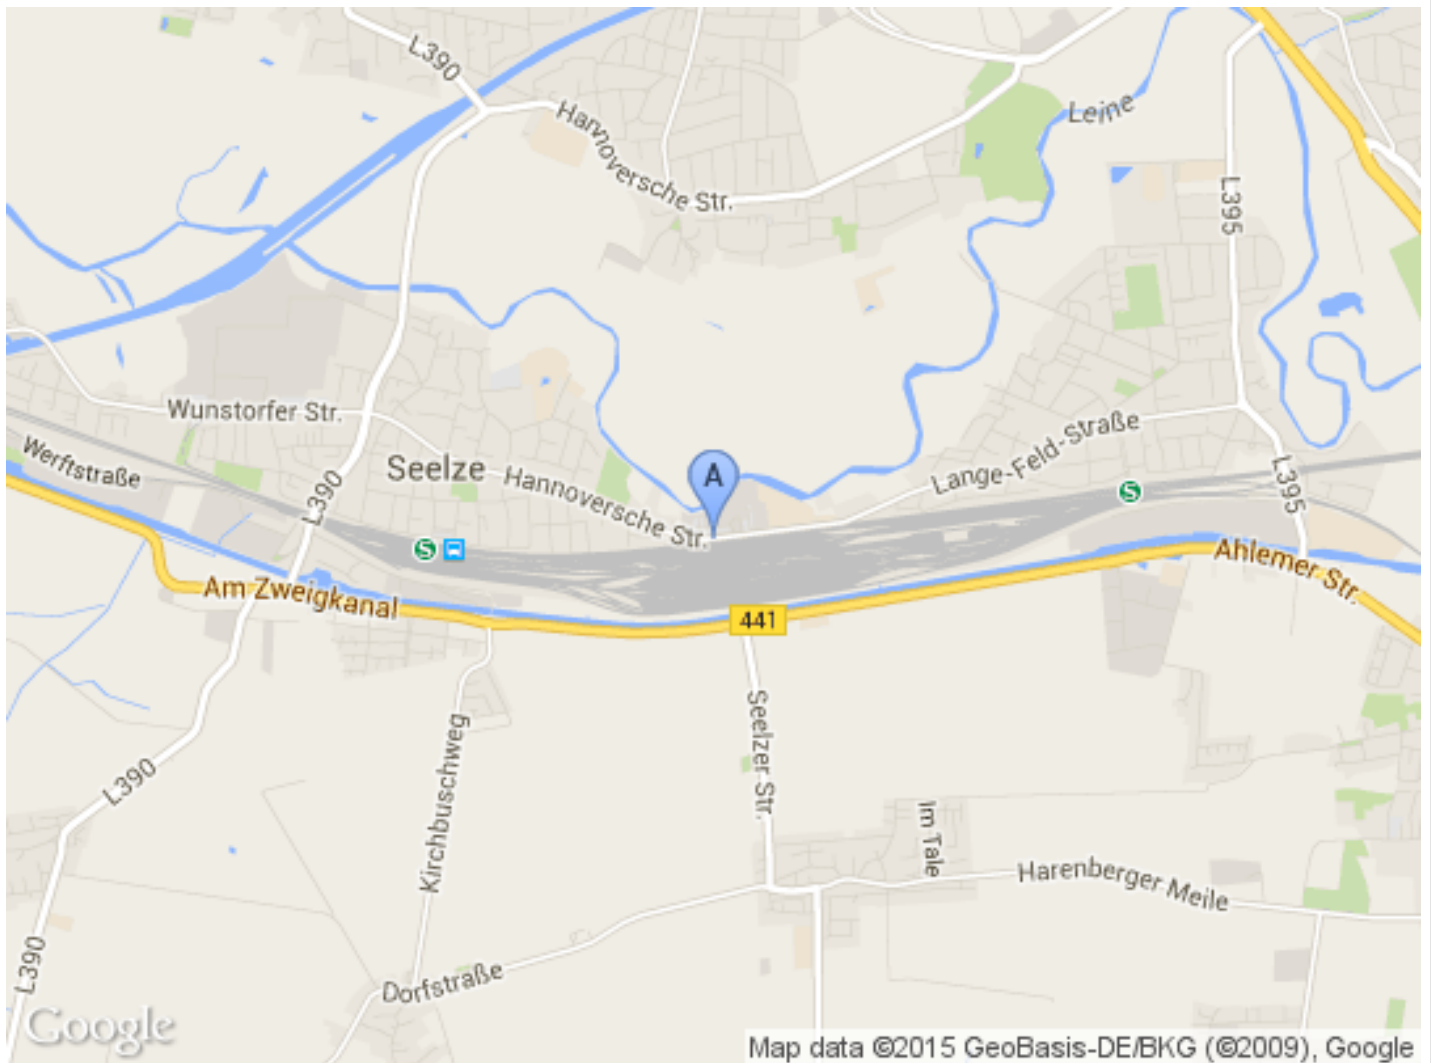 L390
Hannoversche Str.
Leine
L395
Wunstorfer Str.
Lange-Feld-Straße
Werftstraße
Seelze
A
Hannoversche Str.
L390
L395
S
S
Ahlemer Str.
Am Zweigkanal
441
Seelzer Str.
Kirchbuschweg
L390
Im Tale
Harenberger Meile
L390
Dorfstraße
Google
Map data ©2015 GeoBasis-DE/BKG (©2009), Google